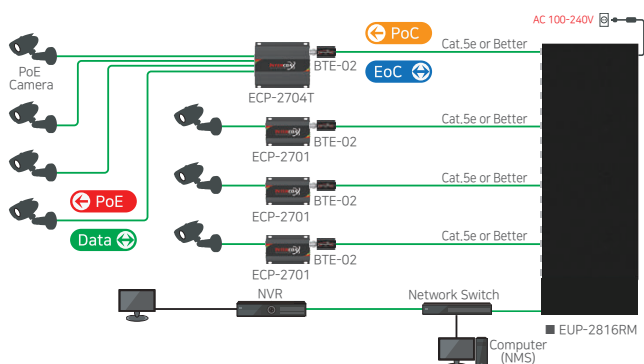 AC 100-240V
PoC
Cat.5e or Better
PoE
Camera
BTE-02
EoC
ECP-2704T
Cat.5e or Better
BTE-02
ECP-2701
Cat.5e or Better
BTE-02
ECP-2701
PoE
Data
Cat.5e or Better
BTE-02
ECP-2701
NVR
Network Switch
■ EUP-2816RM
Computer
(NMS)